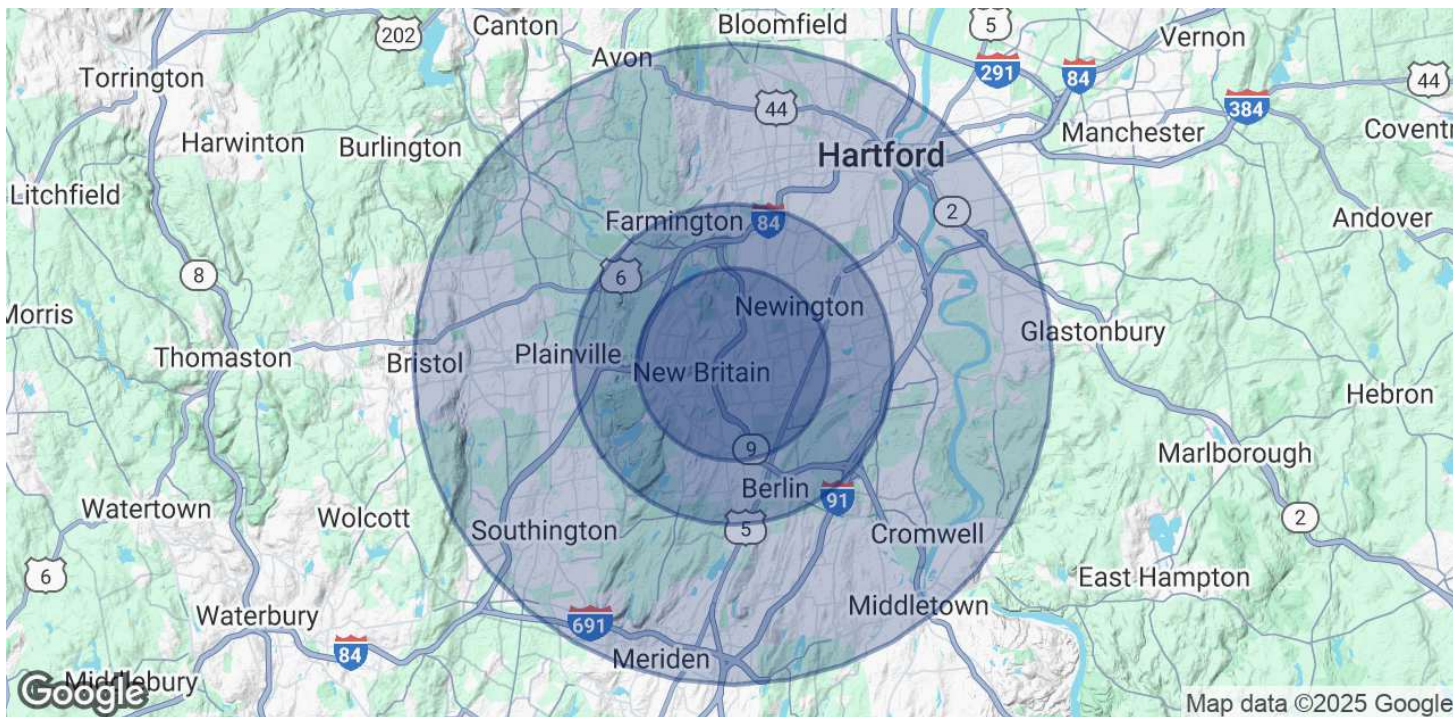 Canton
Bloomfield
5
202
Vernon
Avon
Torrington
291
84
44
44
384
Harwinton
Burlington
Manchester
Coventr
Hartford
Litchfield
2
Andover
Farmington
84
8
6
Newington
Morris
Glastonbury
Thomaston
Bristol
Plainville
New Britain
Hebron
9
Marlborough
Berlin
91
Watertown
Wolcott
Southington
5
Cromwell
2
6
East Hampton
Waterbury
691
Middletown
84
Meriden
Middlebury
Google
Map data ©2025 Google